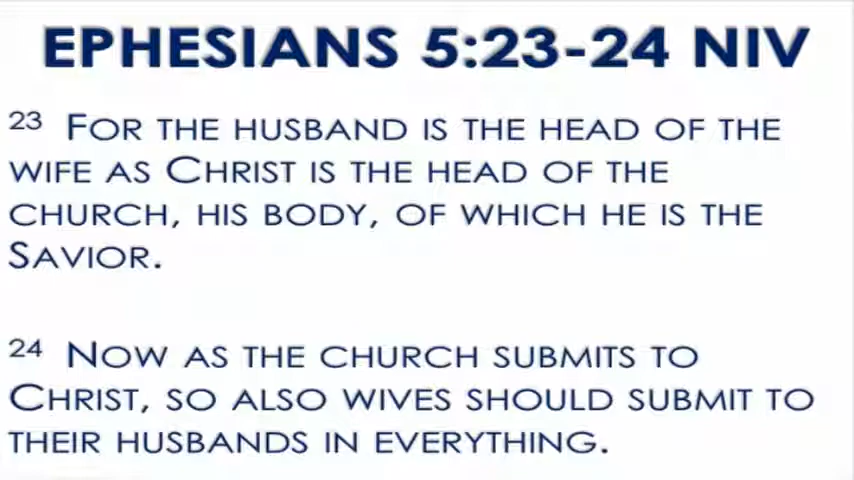 EPHESIANS 5:23-24 NIV
23 FOR THE HUSBAND IS THE HEAD OF THE
WIFE AS CHRIST IS THE HEAD OF THE
CHURCH, HIS BODY, OF WHICH HE IS THE
SAVIOR.
24 NOW AS THE CHURCH SUBMITS TO
CHRIST, SO ALSO WIVES SHOULD SUBMIT TO
THEIR HUSBANDS IN EVERYTHING.